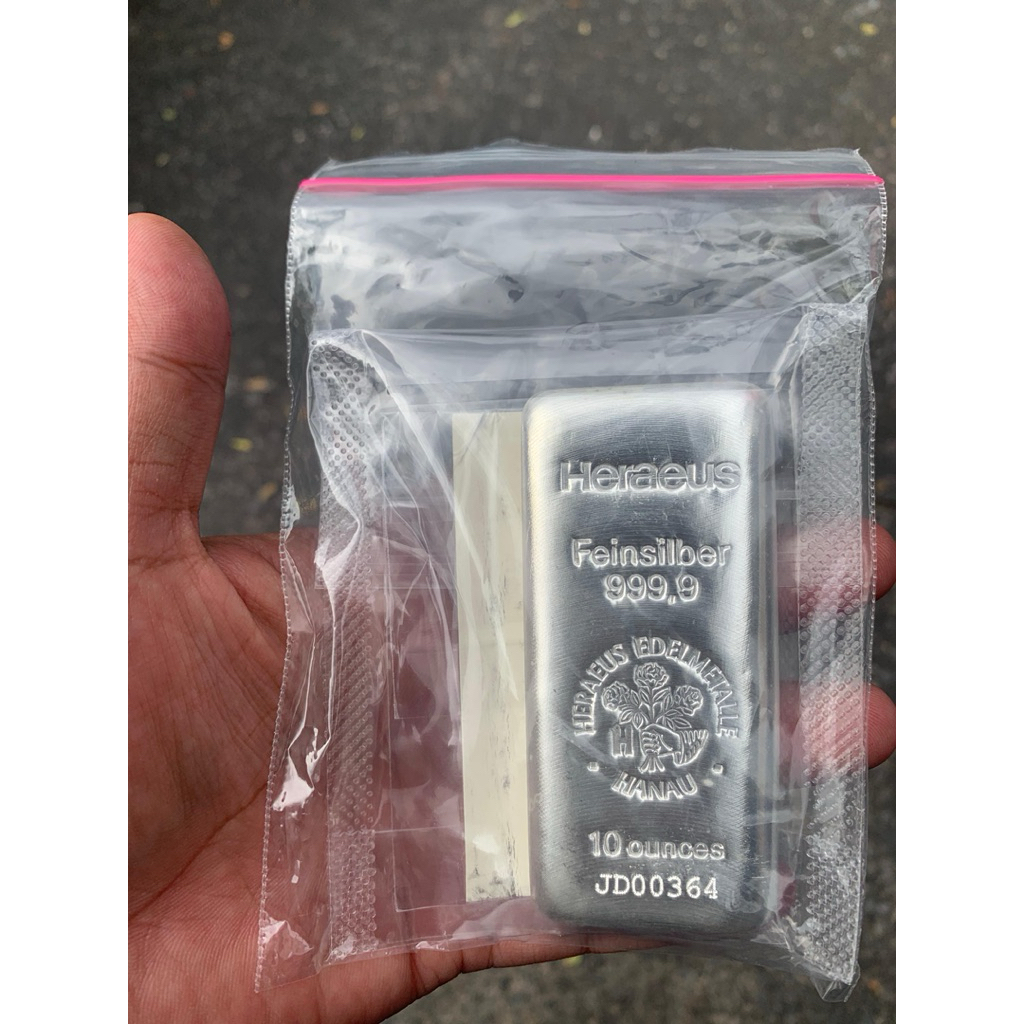 Heraeus
Feinsilber
999,9
HERAEUS EDELMETALLE
H
· HANAU ·
10 ounces
JD00364